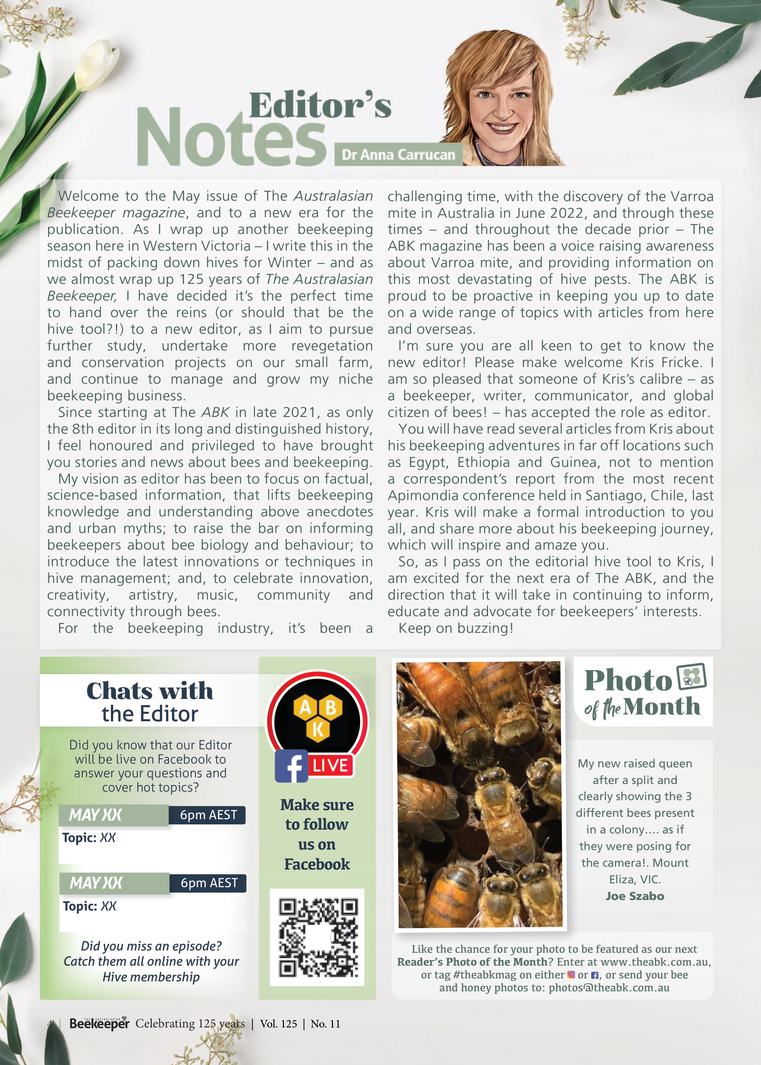 Editor's
Notes
Dr Anna Carrucan
Welcome to the May issue of The Australasian
Beekeeper magazine, and to a new era for the
publication. As I wrap up another beekeeping
season here in Western Victoria – I write this in the
midst of packing down hives for Winter – and as
we almost wrap up 125 years of The Australasian
Beekeeper, I have decided it's the perfect time
to hand over the reins (or should that be the
hive tool?!) to a new editor, as I aim to pursue
further study, undertake more revegetation
and conservation projects on our small farm,
and continue to manage and grow my niche
beekeeping business.
Since starting at The ABK in late 2021, as only
the 8th editor in its long and distinguished history,
I feel honoured and privileged to have brought
you stories and news about bees and beekeeping.
My vision as editor has been to focus on factual,
science-based information, that lifts beekeeping
knowledge and understanding above anecdotes
and urban myths; to raise the bar on informing
beekeepers about bee biology and behaviour; to
introduce the latest innovations or techniques in
hive management; and, to celebrate innovation,
creativity, artistry, music, community and
connectivity through bees.
For the beekeeping industry, it's been a
challenging time, with the discovery of the Varroa
mite in Australia in June 2022, and through these
times – and throughout the decade prior – The
ABK magazine has been a voice raising awareness
about Varroa mite, and providing information on
this most devastating of hive pests. The ABK is
proud to be proactive in keeping you up to date
on a wide range of topics with articles from here
and overseas.
I'm sure you are all keen to get to know the
new editor! Please make welcome Kris Fricke. I
am so pleased that someone of Kris's calibre – as
a beekeeper, writer, communicator, and global
citizen of bees! – has accepted the role as editor.
You will have read several articles from Kris about
his beekeeping adventures in far off locations such
as Egypt, Ethiopia and Guinea, not to mention
a correspondent's report from the most recent
Apimondia conference held in Santiago, Chile, last
year. Kris will make a formal introduction to you
all, and share more about his beekeeping journey,
which will inspire and amaze you.
So, as I pass on the editorial hive tool to Kris, I
am excited for the next era of The ABK, and the
direction that it will take in continuing to inform,
educate and advocate for beekeepers' interests.
Keep on buzzing!
Chats with
the Editor
Did you know that our Editor
will be live on Facebook to
answer your questions and
cover hot topics?
MAY XX 6pm AEST
Topic: XX
MAY XX 6pm AEST
Topic: XX
Did you miss an episode?
Catch them all online with your
Hive membership
A B
K
f LIVE
Make sure
to follow
us on
Facebook
Photo
of the Month
My new raised queen
after a split and
clearly showing the 3
different bees present
in a colony.... as if
they were posing for
the camera!. Mount
Eliza, VIC.
Joe Szabo
Like the chance for your photo to be featured as our next
Reader's Photo of the Month? Enter at www.theabk.com.au,
or tag #theabkmag on either or f, or send your bee
and honey photos to: photos@theabk.com.au
4 | Beekeeper Celebrating 125 years | Vol. 125 | No. 11